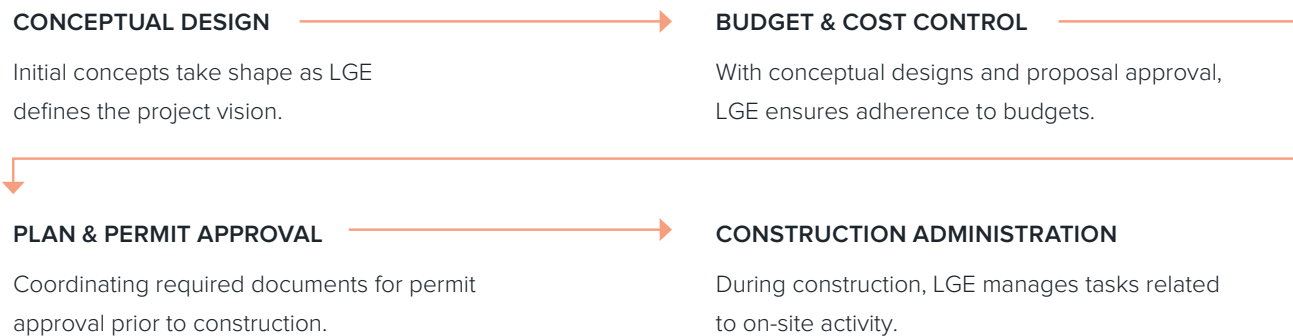 CONCEPTUAL DESIGN
Initial concepts take shape as LGE
defines the project vision.
BUDGET & COST CONTROL
With conceptual designs and proposal approval,
LGE ensures adherence to budgets.
PLAN & PERMIT APPROVAL
Coordinating required documents for permit
approval prior to construction.
CONSTRUCTION ADMINISTRATION
During construction, LGE manages tasks related
to on-site activity.